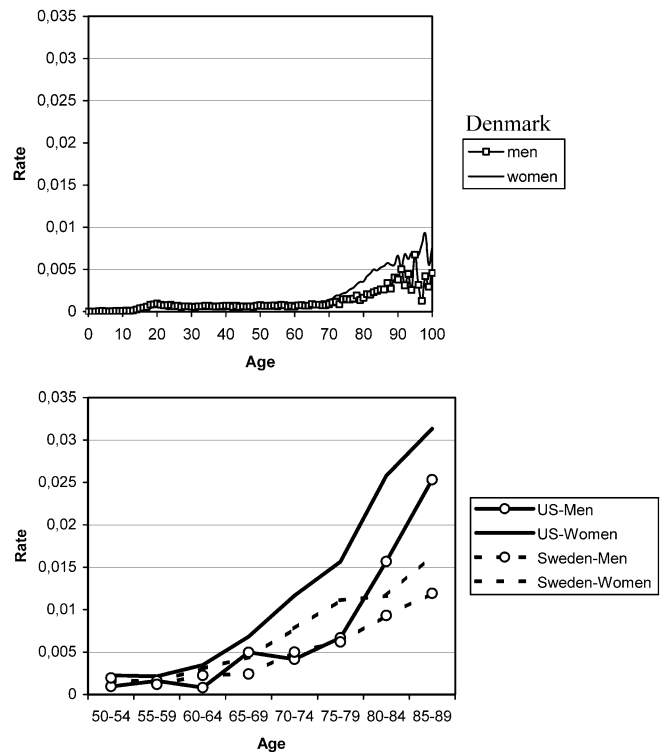 0,035
0,03
0,025
0,02
0,015
0,01
0,005
0
Rate
0 10 20 30 40 50 60 70 80 90 100
Age
Denmark
men
women
0,035
0,03
0,025
0,02
0,015
0,01
0,005
0
Rate
50-54 55-59 60-64 65-69 70-74 75-79 80-84 85-89
Age
US-Men
US-Women
Sweden-Men
Sweden-Women